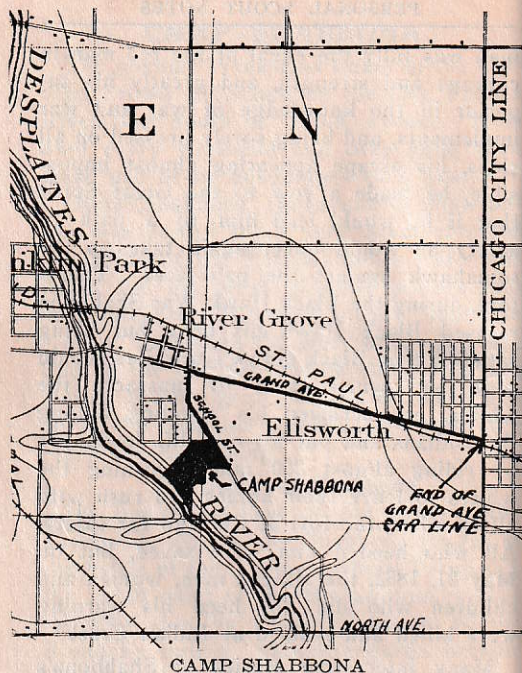 DESPLAINES
E N
CHICAGO CITY LINE
nklin Park
River Grove
ST. PAUL
GRAND AVE.
SCHOOL ST.
Ellsworth
CAMP SHABBONA
END OF
GRAND AVE
CAR LINE
RIVER
NORTH AVE.
CAMP SHABBONA